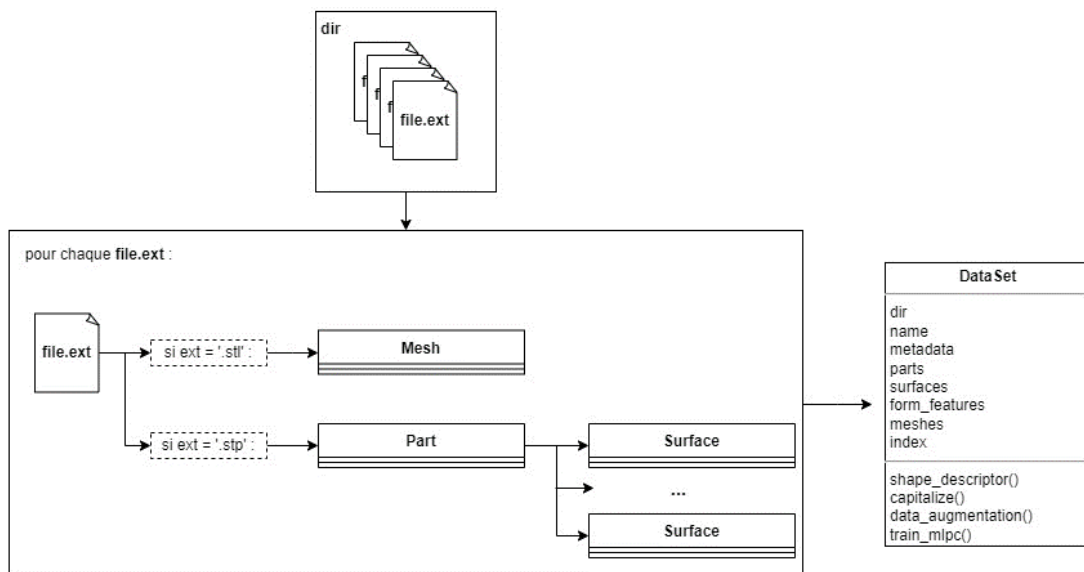 dir
f
f
f
file.ext
pour chaque file.ext :
file.ext
si ext = '.stl' :
Mesh
si ext = '.stp' :
Part
Surface
...
Surface
DataSet
dir
name
metadata
parts
surfaces
form_features
meshes
index
shape_descriptor()
capitalize()
data_augmentation()
train_mlpc()